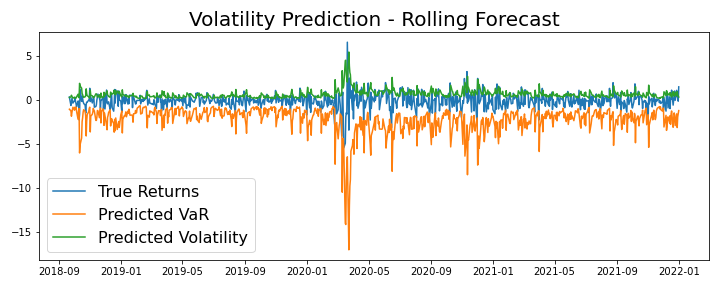 Volatility Prediction - Rolling Forecast
5
0
−5
−10
−15
True Returns
Predicted VaR
Predicted Volatility
2018-09 2019-01 2019-05 2019-09 2020-01 2020-05 2020-09 2021-01 2021-05 2021-09 2022-01